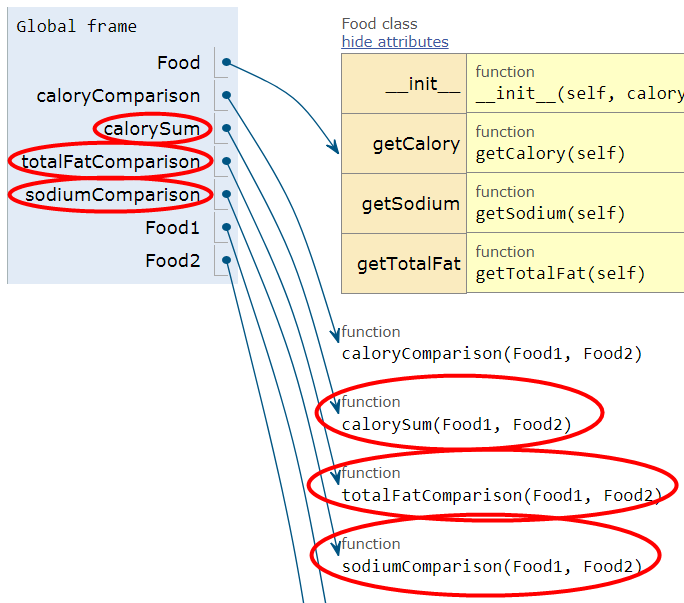 Global frame
Food
caloryComparison
calorySum
totalFatComparison
sodiumComparison
Food1
Food2
Food class
hide attributes
__init__
function
__init__(self, calory
getCalory
function
getCalory(self)
getSodium
function
getSodium(self)
getTotalFat
function
getTotalFat(self)
function
caloryComparison(Food1, Food2)
function
calorySum(Food1, Food2)
function
totalFatComparison(Food1, Food2)
function
sodiumComparison(Food1, Food2)